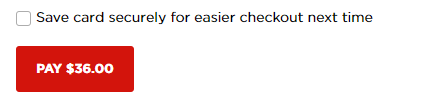 Save card securely for easier checkout next time
PAY $36.00